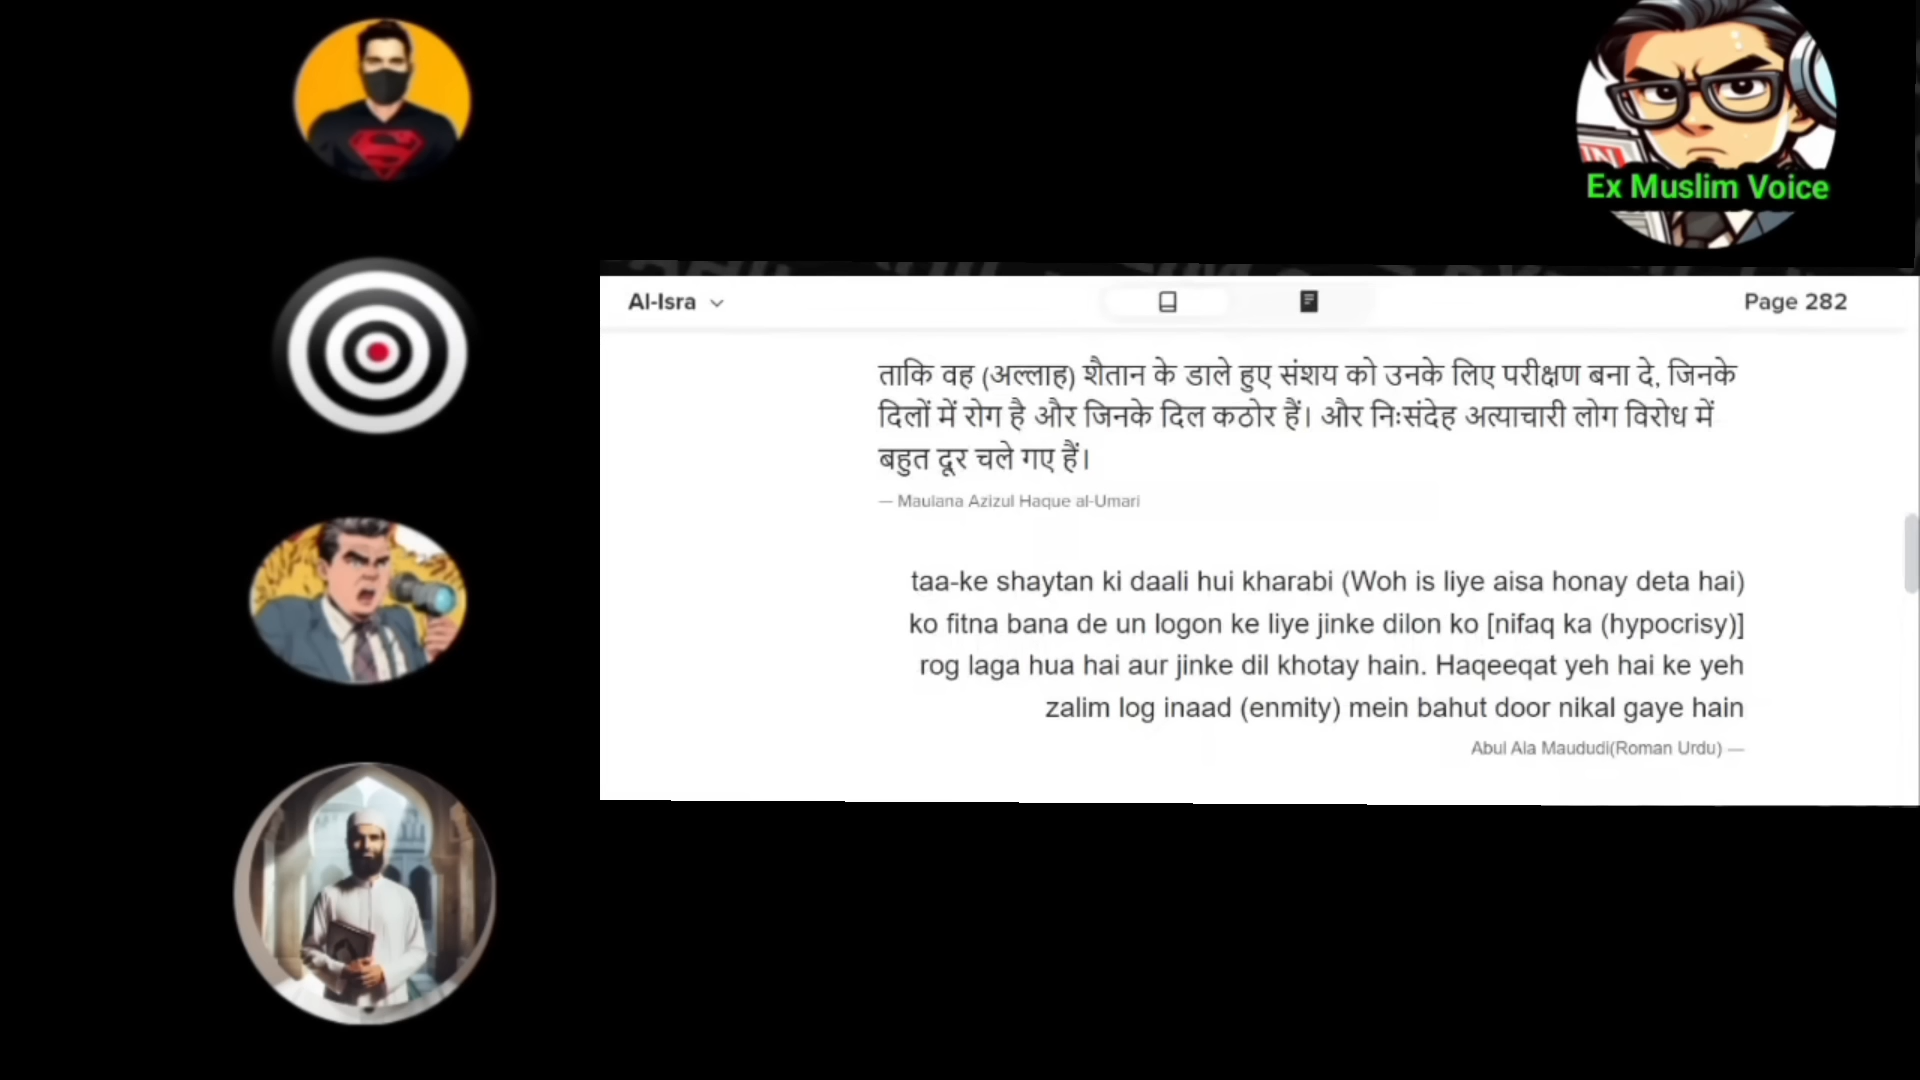 IN
Ex Muslim Voice
Al-Isra
Page 282
ताकि वह (अल्लाह) शैतान के डाले हुए संशय को उनके लिए परीक्षण बना दे, जिनके
दिलों में रोग है और जिनके दिल कठोर हैं। और निःसंदेह अत्याचारी लोग विरोध में
बहुत दूर चले गए हैं।
— Maulana Azizul Haque al-Umari
taa-ke shaytan ki daali hui kharabi (Woh is liye aisa honay deta hai)
ko fitna bana de un logon ke liye jinke dilon ko [nifaq ka (hypocrisy)]
rog laga hua hai aur jinke dil khotay hain. Haqeeqat yeh hai ke yeh
zalim log inaad (enmity) mein bahut door nikal gaye hain
Abul Ala Maududi(Roman Urdu) —